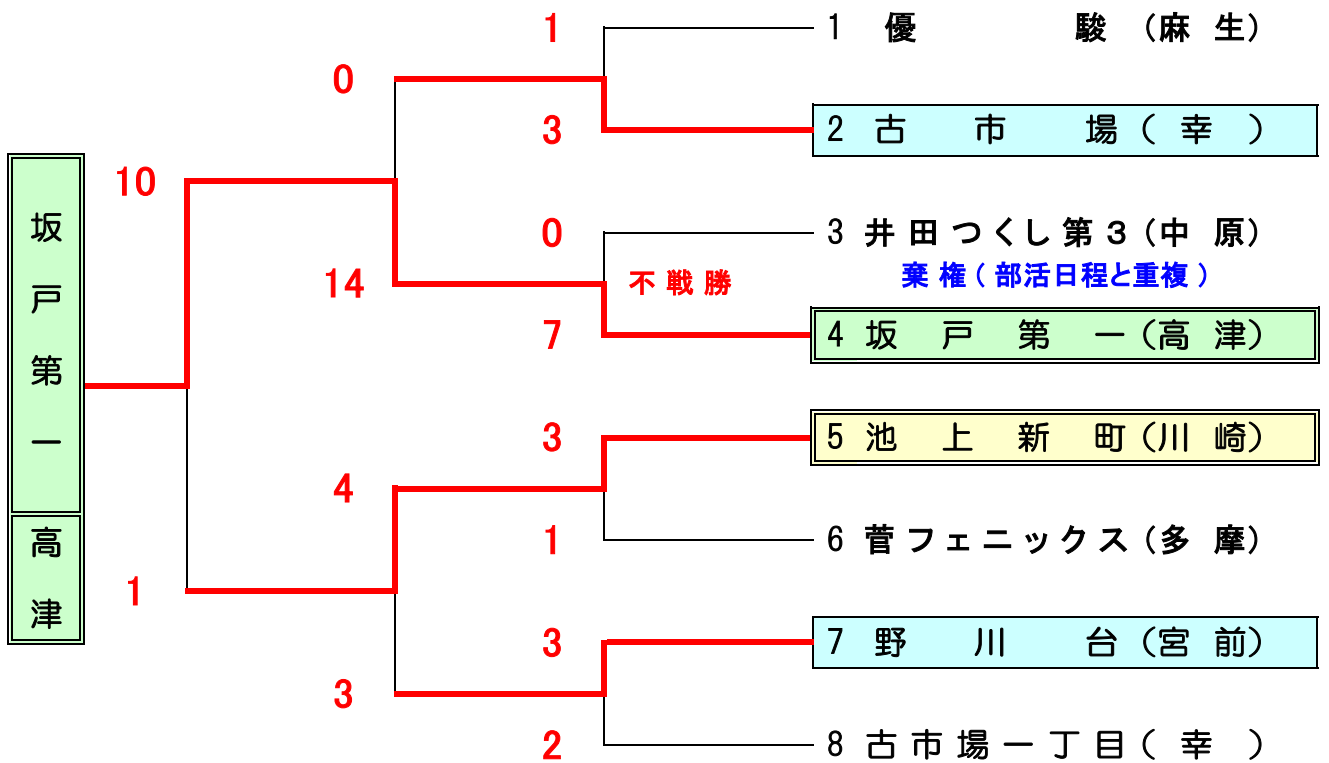 坂戸第一
高津
10
1
0
14
4
3
1
3
0
不戦勝
7
3
1
3
2
1 優駿（麻生）
2 古市場（幸）
3 井田つくし第３（中原）
棄権（部活日程と重複）
4 坂戸第一（高津）
5 池上新町（川崎）
6 菅フェニックス（多摩）
7 野川台（宮前）
8 古市場一丁目（幸）